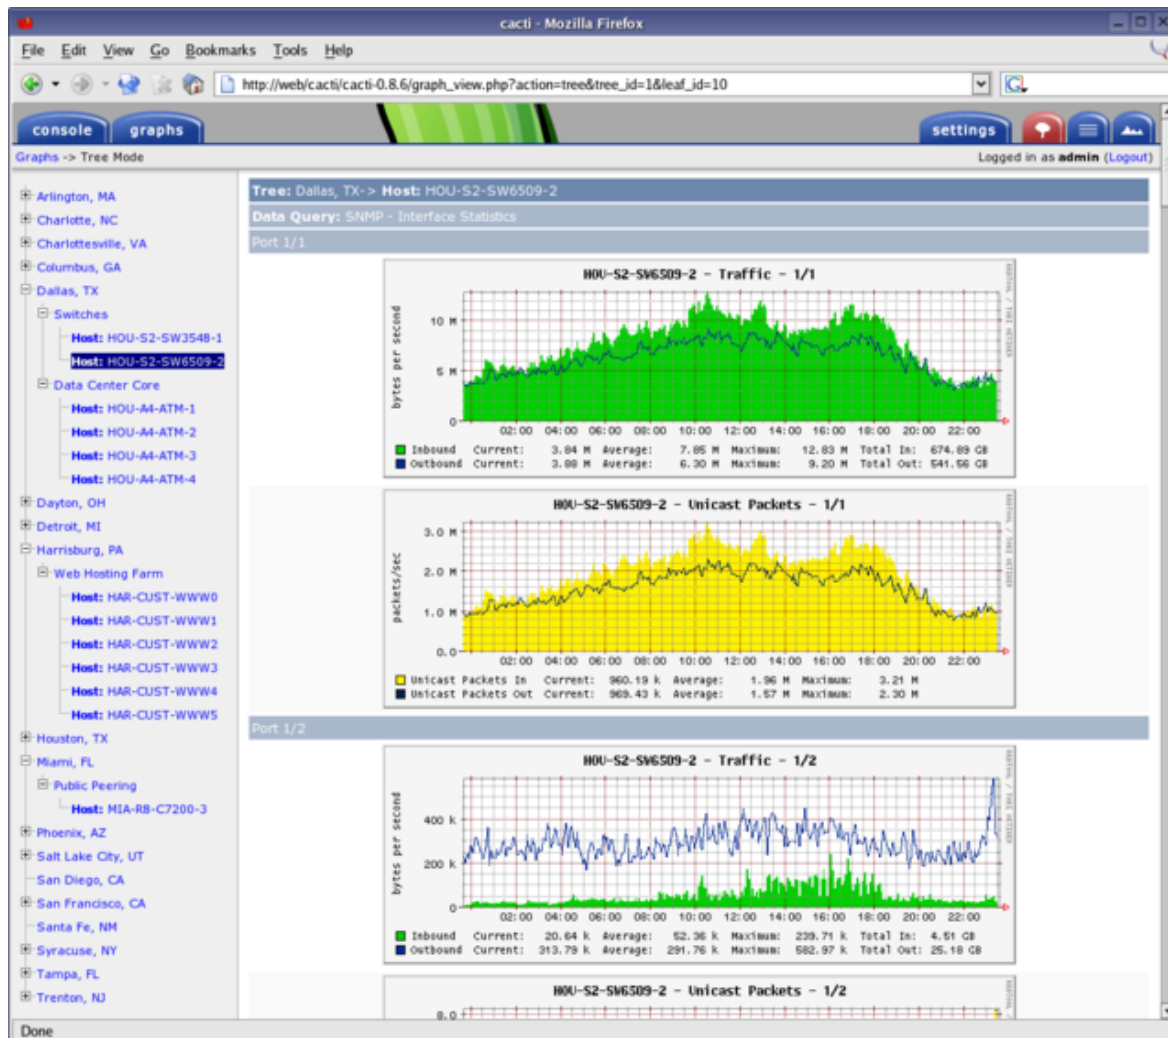 cacti - Mozilla Firefox
File Edit View Go Bookmarks Tools Help
http://web/cacti/cacti-0.8.6/graph_view.php?action=tree&tree_id=1&leaf_id=10
console graphs settings
Graphs -> Tree Mode Logged in as admin (Logout)
Arlington, MA
Charlotte, NC
Charlottesville, VA
Columbus, GA
Dallas, TX
Switches
Host: HOU-S2-SW3548-1
Host: HOU-S2-SW6509-2
Data Center Core
Host: HOU-A4-ATM-1
Host: HOU-A4-ATM-2
Host: HOU-A4-ATM-3
Host: HOU-A4-ATM-4
Dayton, OH
Detroit, MI
Harrisburg, PA
Web Hosting Farm
Host: HAR-CUST-WWW0
Host: HAR-CUST-WWW1
Host: HAR-CUST-WWW2
Host: HAR-CUST-WWW3
Host: HAR-CUST-WWW4
Host: HAR-CUST-WWW5
Houston, TX
Miami, FL
Public Peering
Host: MIA-R8-C7200-3
Phoenix, AZ
Salt Lake City, UT
San Diego, CA
San Francisco, CA
Santa Fe, NM
Syracuse, NY
Tampa, FL
Trenton, NJ
Tree: Dallas, TX-> Host: HOU-S2-SW6509-2
Data Query: SNMP - Interface Statistics
Port 1/1
HOU-S2-SW6509-2 - Traffic - 1/1
bytes per second
10 M
5 M
0
02:00 04:00 06:00 08:00 10:00 12:00 14:00 16:00 18:00 20:00 22:00
Inbound Current: 3.84 M Average: 7.85 M Maximum: 12.83 M Total In: 674.89 GB
Outbound Current: 3.88 M Average: 6.30 M Maximum: 9.20 M Total Out: 541.56 GB
HOU-S2-SW6509-2 - Unicast Packets - 1/1
packets/sec
3.0 M
2.0 M
1.0 M
0.0
02:00 04:00 06:00 08:00 10:00 12:00 14:00 16:00 18:00 20:00 22:00
Unicast Packets In Current: 960.19 k Average: 1.96 M Maximum: 3.21 M
Unicast Packets Out Current: 969.43 k Average: 1.57 M Maximum: 2.30 M
Port 1/2
HOU-S2-SW6509-2 - Traffic - 1/2
bytes per second
400 k
200 k
0
02:00 04:00 06:00 08:00 10:00 12:00 14:00 16:00 18:00 20:00 22:00
Inbound Current: 20.64 k Average: 52.36 k Maximum: 239.71 k Total In: 4.51 GB
Outbound Current: 313.79 k Average: 291.76 k Maximum: 582.97 k Total Out: 25.18 GB
HOU-S2-SW6509-2 - Unicast Packets - 1/2
8.0
Done